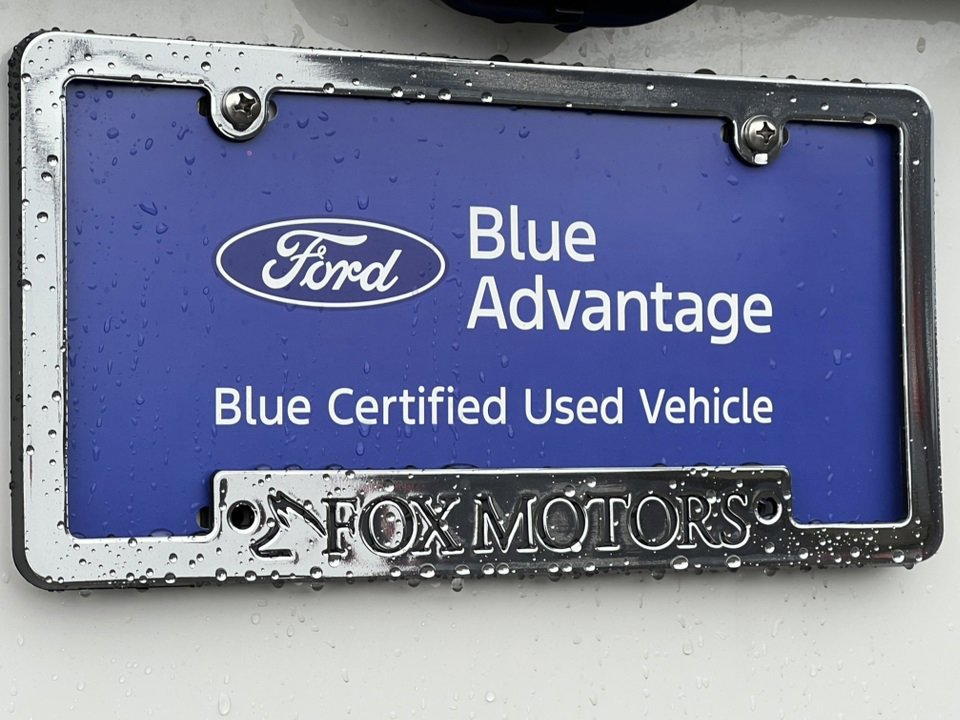 Ford
Blue
Advantage
Blue Certified Used Vehicle
FOX MOTORS